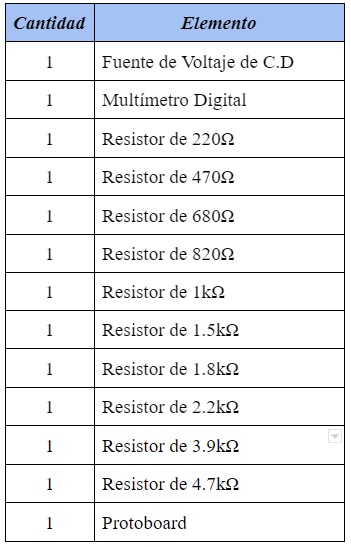 Cantidad Elemento
1 Fuente de Voltaje de C.D
1 Multímetro Digital
1 Resistor de 220Ω
1 Resistor de 470Ω
1 Resistor de 680Ω
1 Resistor de 820Ω
1 Resistor de 1kΩ
1 Resistor de 1.5kΩ
1 Resistor de 1.8kΩ
1 Resistor de 2.2kΩ
1 Resistor de 3.9kΩ
1 Resistor de 4.7kΩ
1 Protoboard